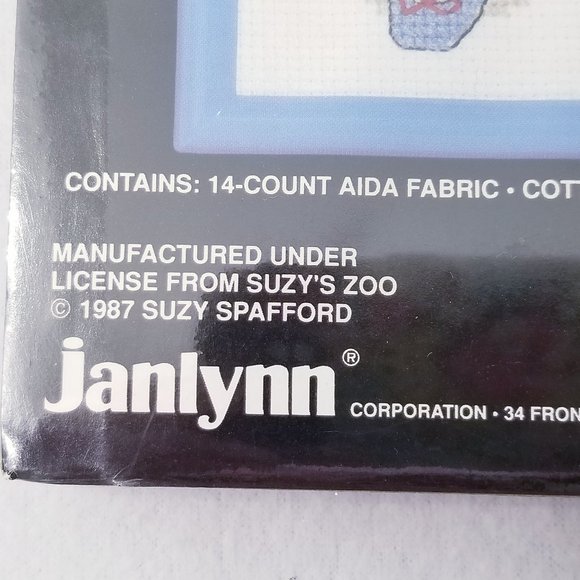 CONTAINS: 14-COUNT AIDA FABRIC • COTT
MANUFACTURED UNDER
LICENSE FROM SUZY'S ZOO
© 1987 SUZY SPAFFORD
janlynn® CORPORATION • 34 FRON